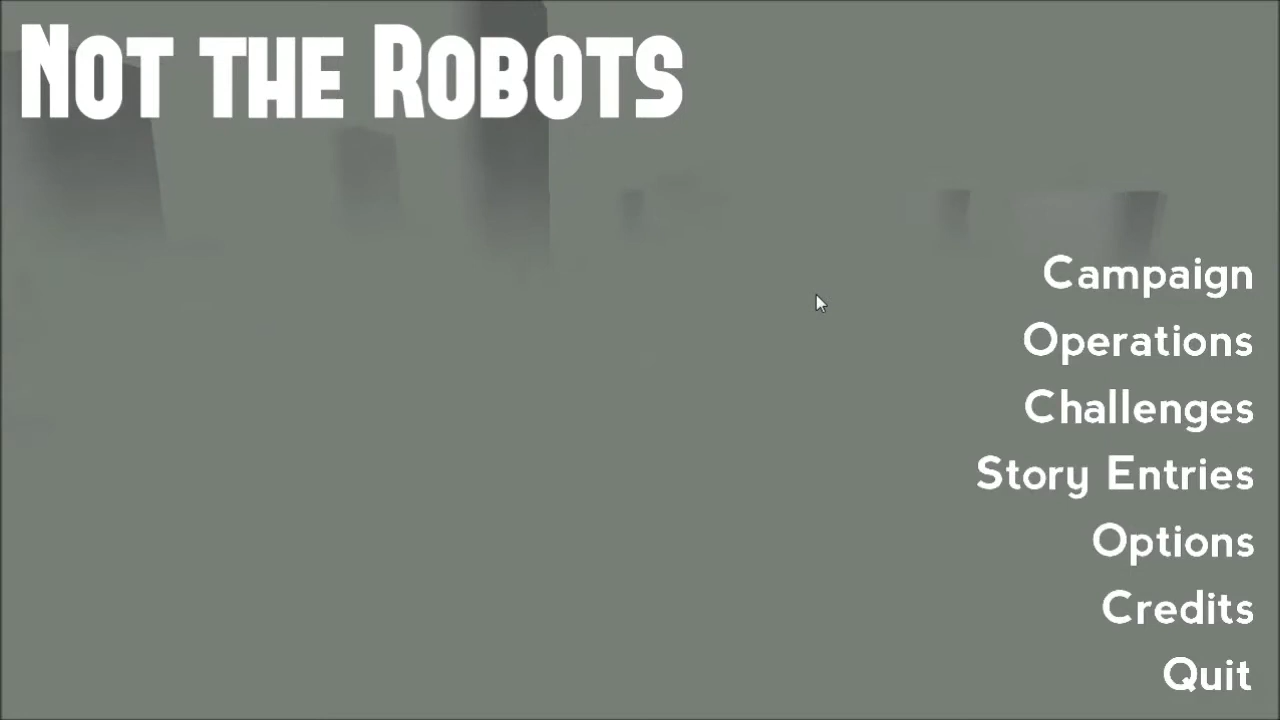 Not the Robots
Campaign
Operations
Challenges
Story Entries
Options
Credits
Quit